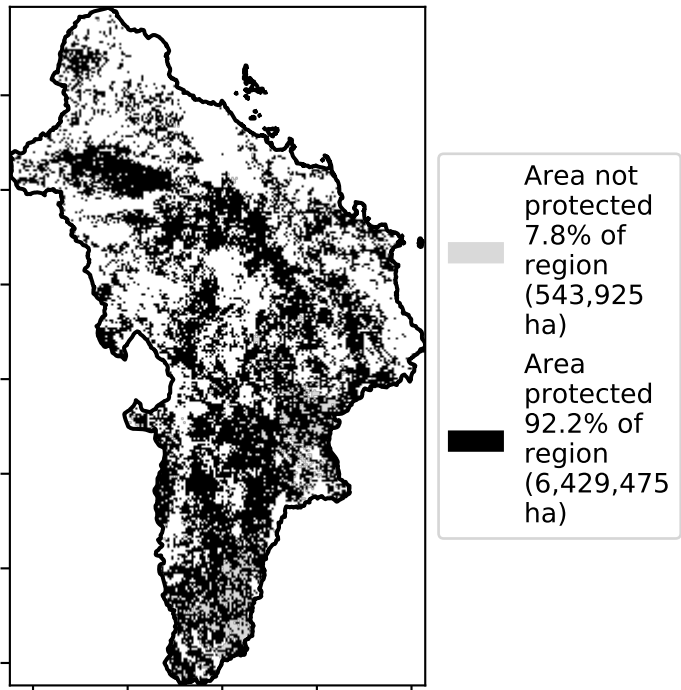 Area not
protected
7.8% of
region
(543,925
ha)
Area
protected
92.2% of
region
(6,429,475
ha)